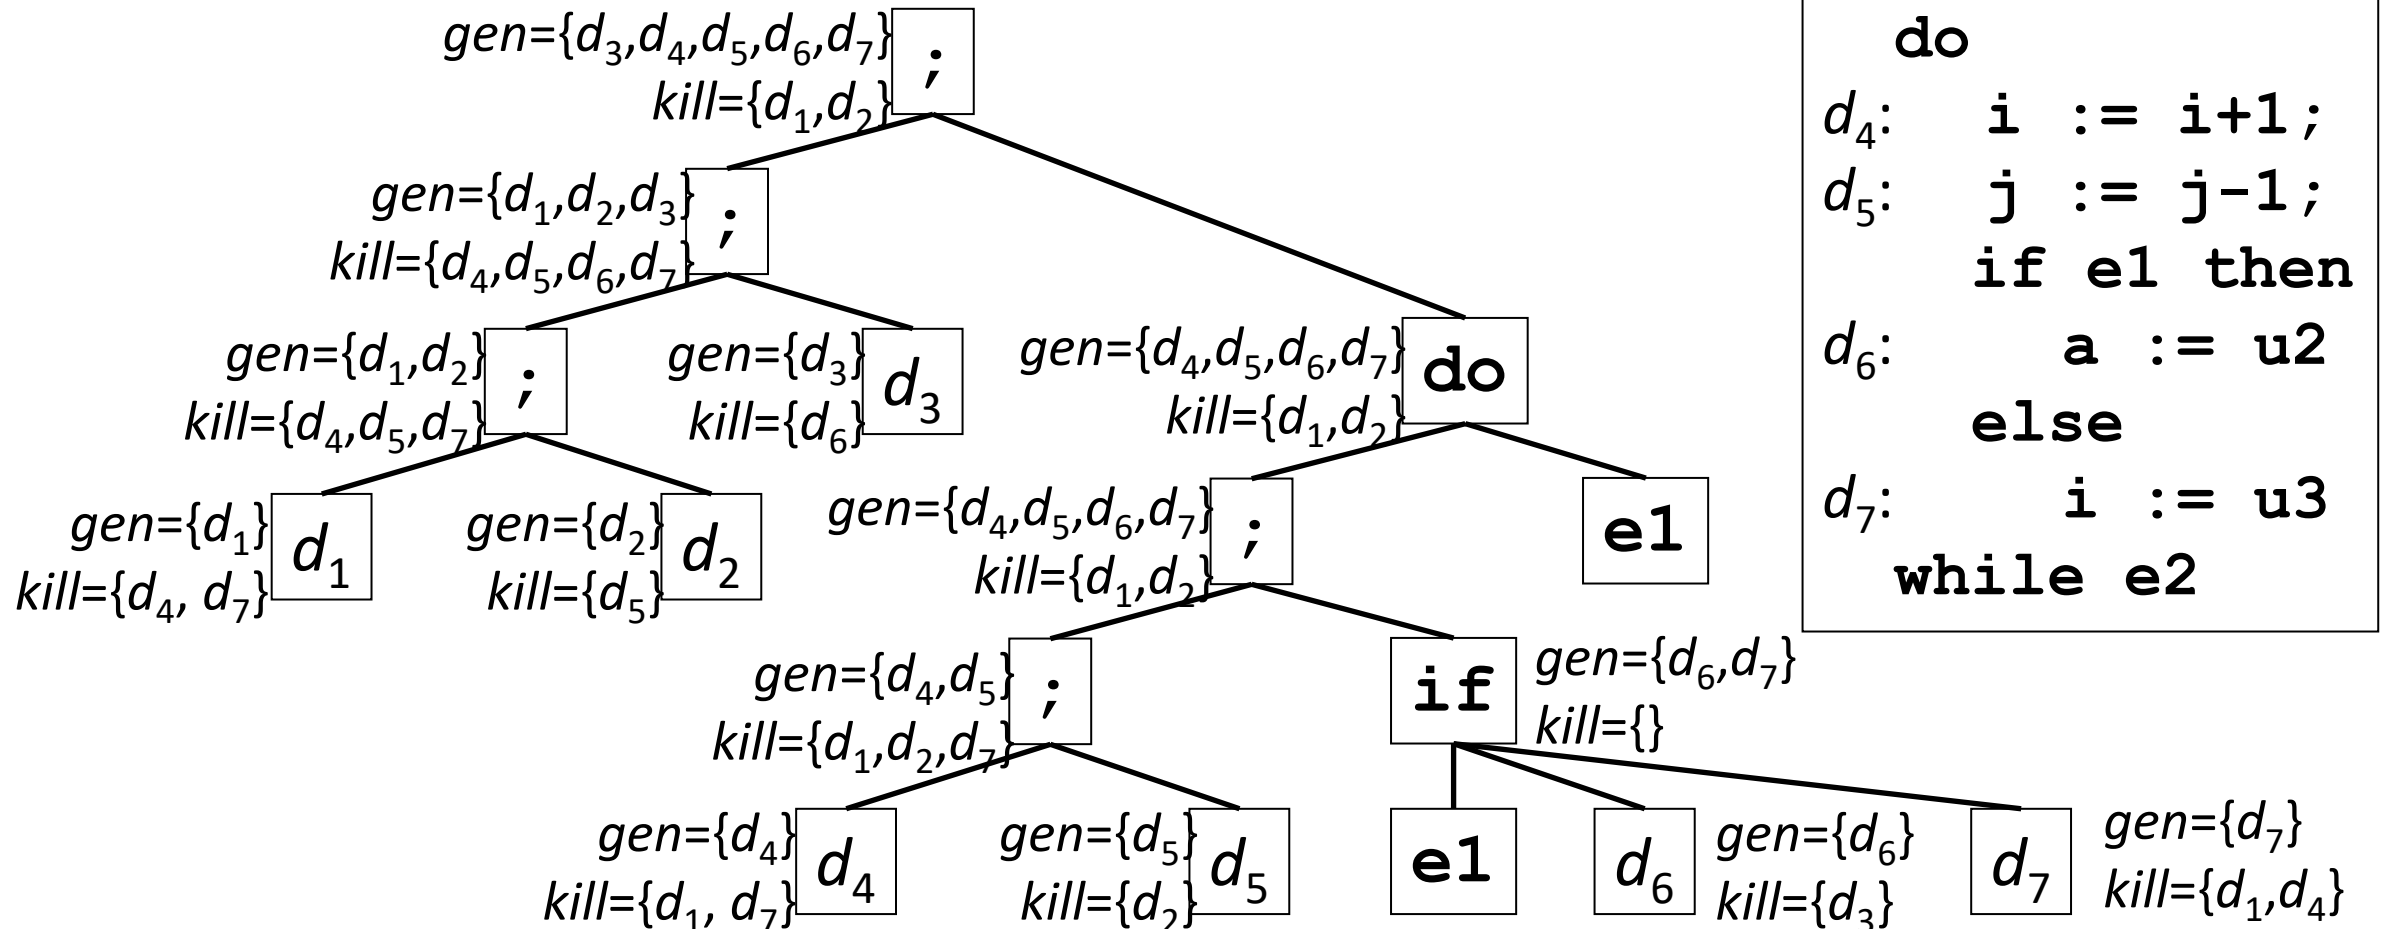 gen={d₃,d₄,d₅,d₆,d₇}
kill={d₁,d₂}
;
gen={d₁,d₂,d₃}
kill={d₄,d₅,d₆,d₇}
;
gen={d₁,d₂}
kill={d₄,d₅,d₇}
;
gen={d₃}
kill={d₆}
d₃
gen={d₄,d₅,d₆,d₇}
kill={d₁,d₂}
do
gen={d₁}
kill={d₄, d₇}
d₁
gen={d₂}
kill={d₅}
d₂
gen={d₄,d₅,d₆,d₇}
kill={d₁,d₂}
;
e1
gen={d₄,d₅}
kill={d₁,d₂,d₇}
;
if
gen={d₆,d₇}
kill={}
gen={d₄}
kill={d₁, d₇}
d₄
gen={d₅}
kill={d₂}
d₅
e1
d₆
gen={d₆}
kill={d₃}
d₇
gen={d₇}
kill={d₁,d₄}
do
d₄: i := i+1;
d₅: j := j-1;
if e1 then
d₆: a := u2
else
d₇: i := u3
while e2